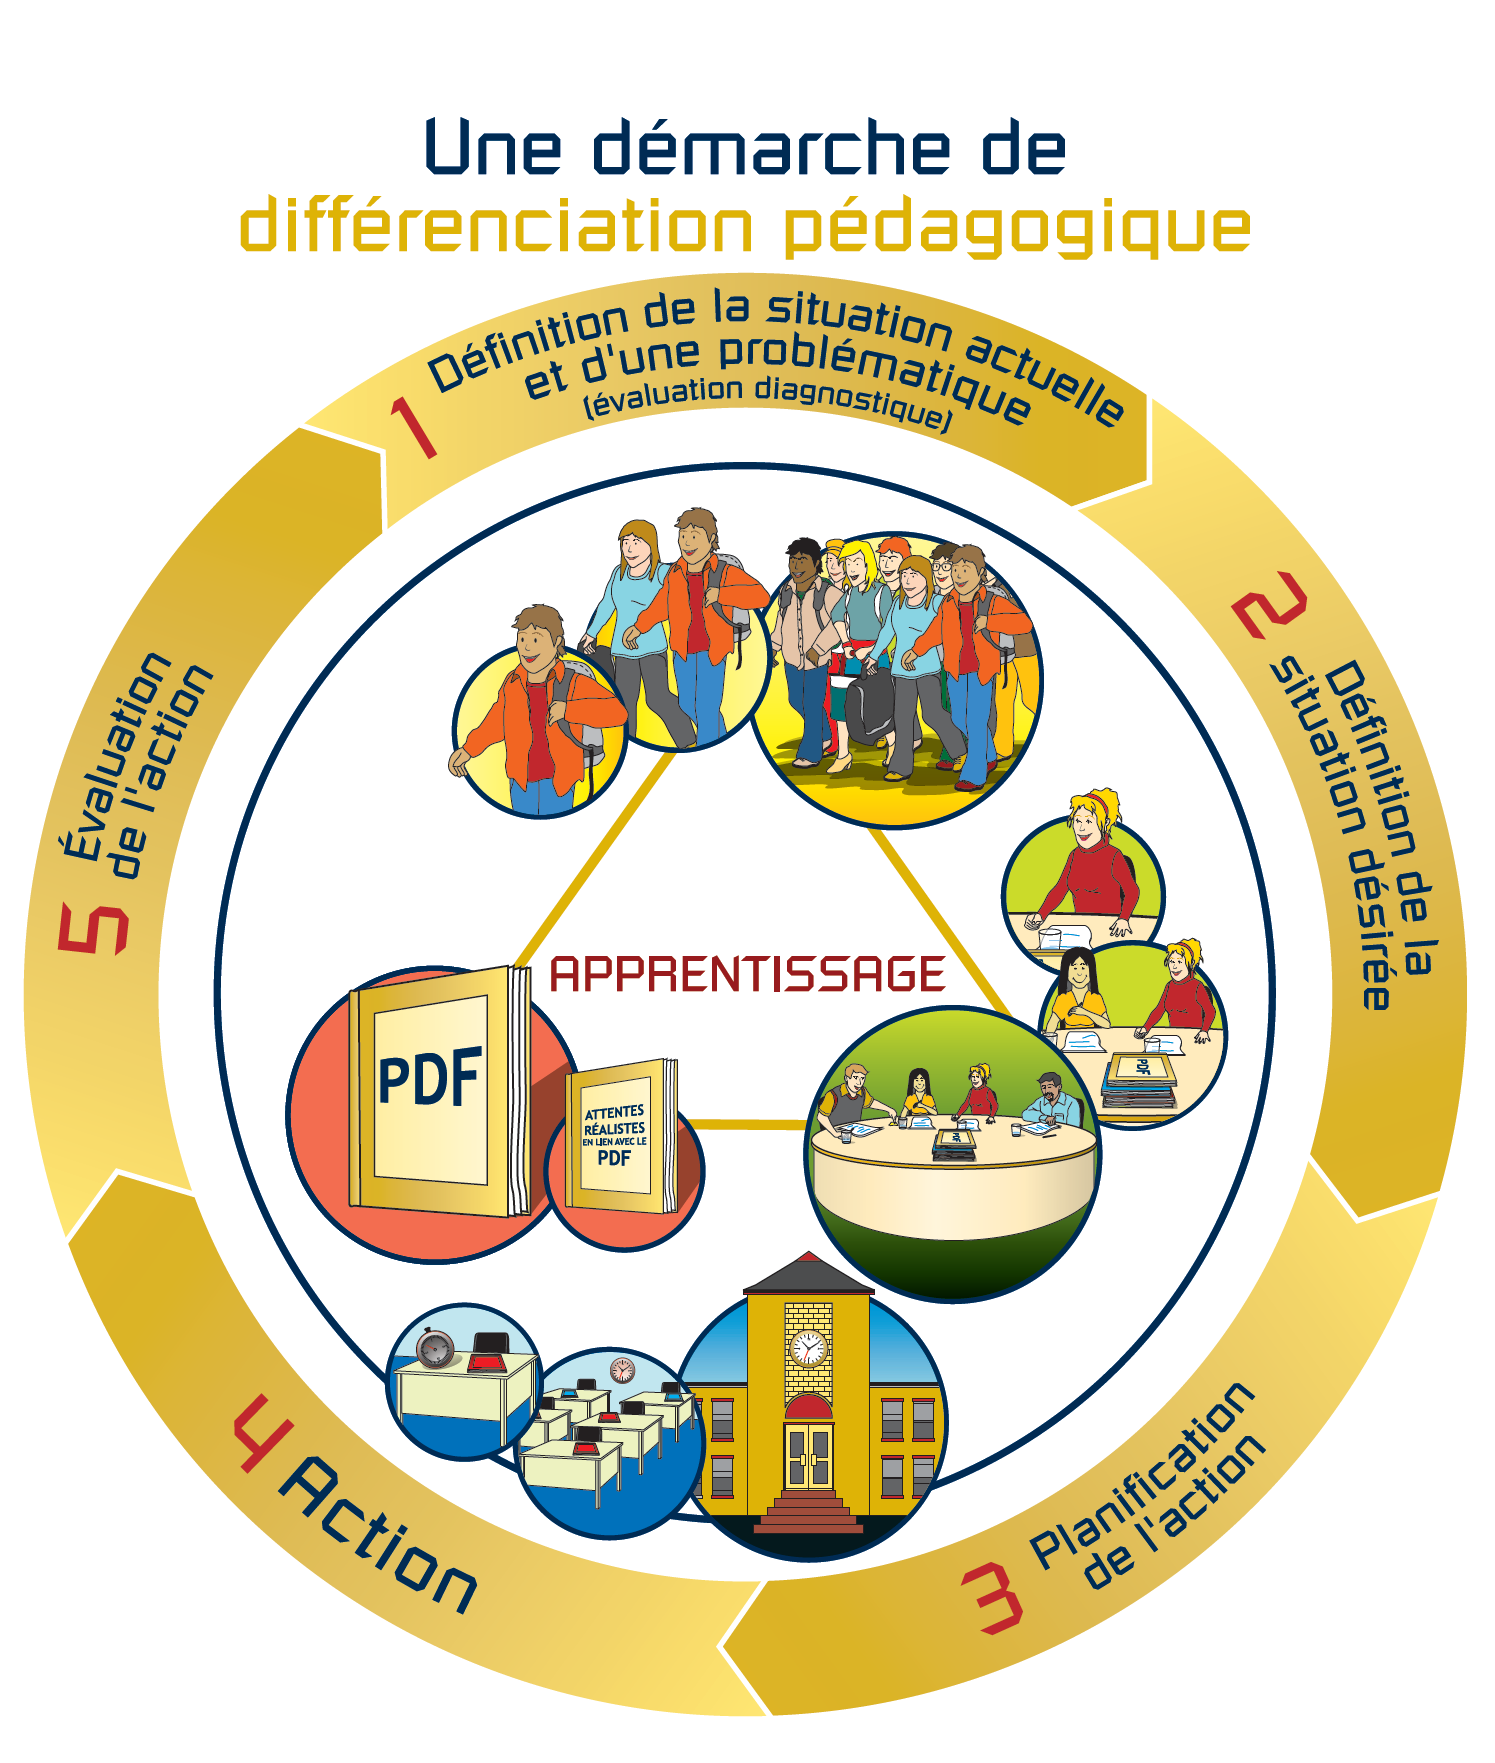 Une démarche de
différenciation pédagogique
1
Définition de la situation actuelle
et d'une problématique
(évaluation diagnostique)
2
Définition de la
situation désirée
3
Planification
de l'action
4
Action
5
Évaluation
de l'action
APPRENTISSAGE
PDF
ATTENTES
RÉALISTES
EN LIEN AVEC LE
PDF
PDF
PDF